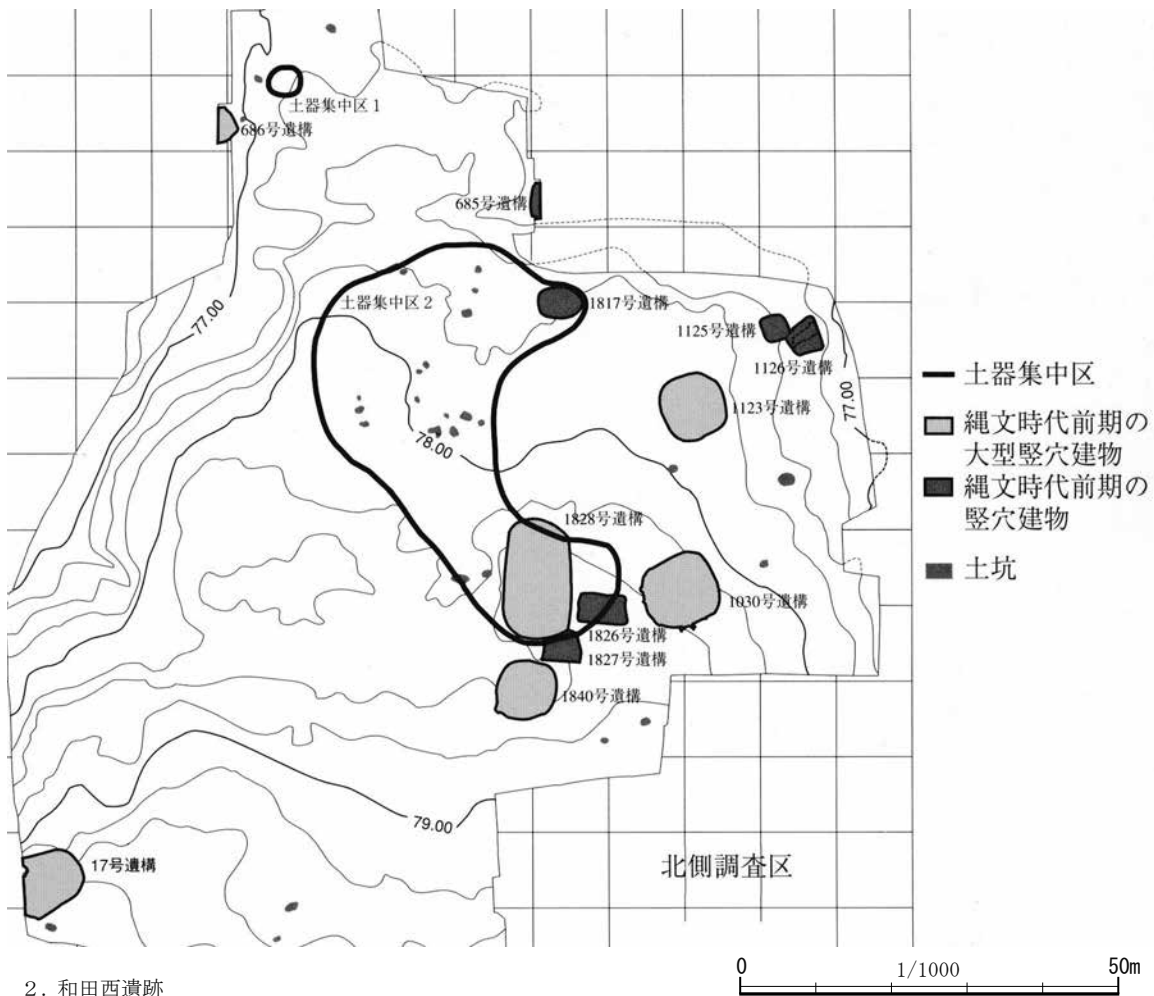 土器集中区1
686号遺構
685号遺構
77.00
土器集中区2
1817号遺構
1125号遺構
1126号遺構
1123号遺構
77.00
78.00
1828号遺構
1030号遺構
1826号遺構
1827号遺構
1840号遺構
79.00
17号遺構
北側調査区
土器集中区
縄文時代前期の
大型竪穴建物
縄文時代前期の
竪穴建物
土坑
0 1/1000 50m
2. 和田西遺跡